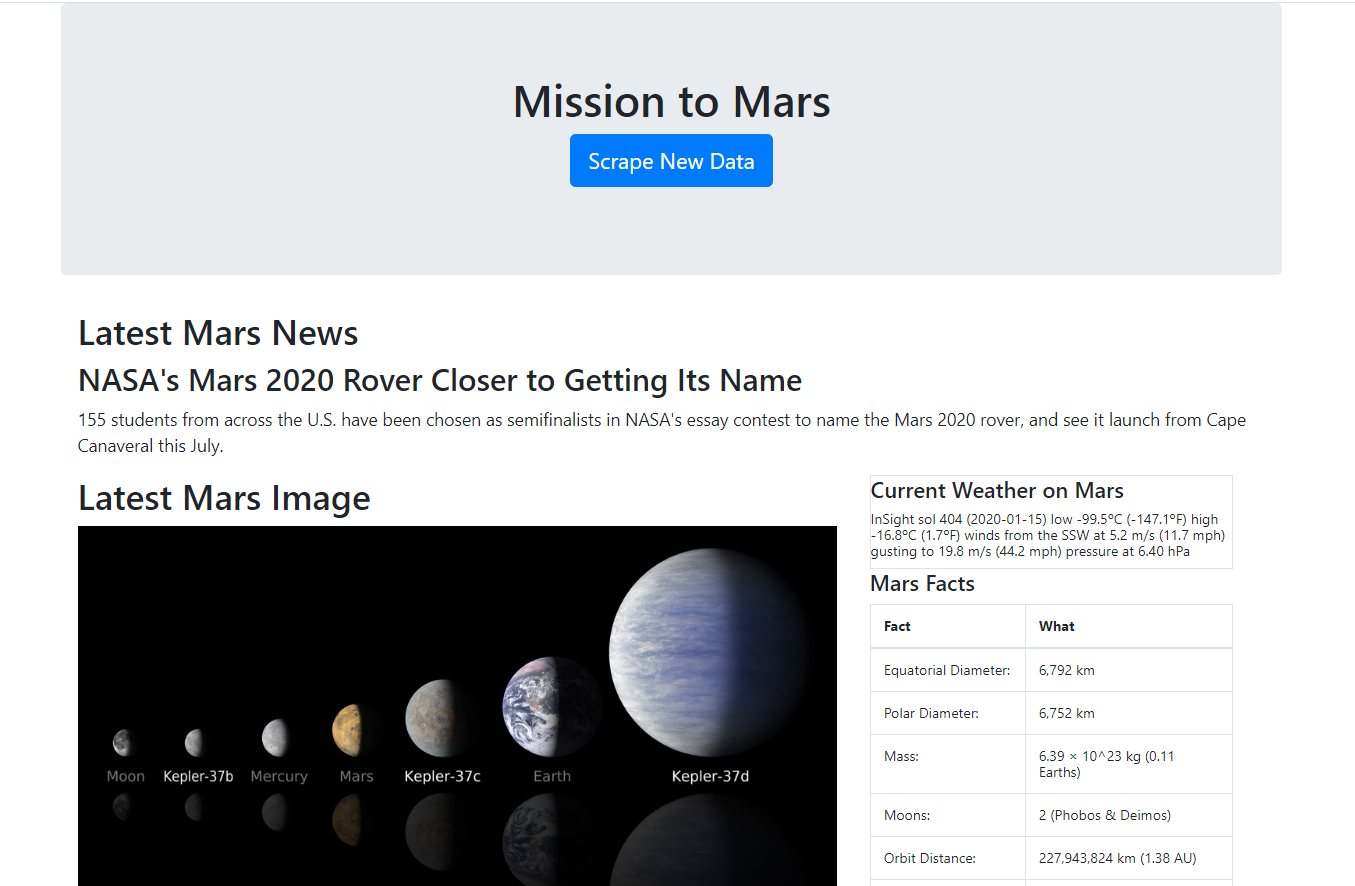 Mission to Mars
Scrape New Data
Latest Mars News
NASA's Mars 2020 Rover Closer to Getting Its Name
155 students from across the U.S. have been chosen as semifinalists in NASA's essay contest to name the Mars 2020 rover, and see it launch from Cape
Canaveral this July.
Latest Mars Image
Moon Kepler-37b Mercury Mars Kepler-37c Earth Kepler-37d
Current Weather on Mars
InSight sol 404 (2020-01-15) low -99.5ºC (-147.1ºF) high
-16.8ºC (1.7ºF) winds from the SSW at 5.2 m/s (11.7 mph)
gusting to 19.8 m/s (44.2 mph) pressure at 6.40 hPa
Mars Facts
Fact What
Equatorial Diameter: 6,792 km
Polar Diameter: 6,752 km
Mass: 6.39 × 10^23 kg (0.11
Earths)
Moons: 2 (Phobos & Deimos)
Orbit Distance: 227,943,824 km (1.38 AU)